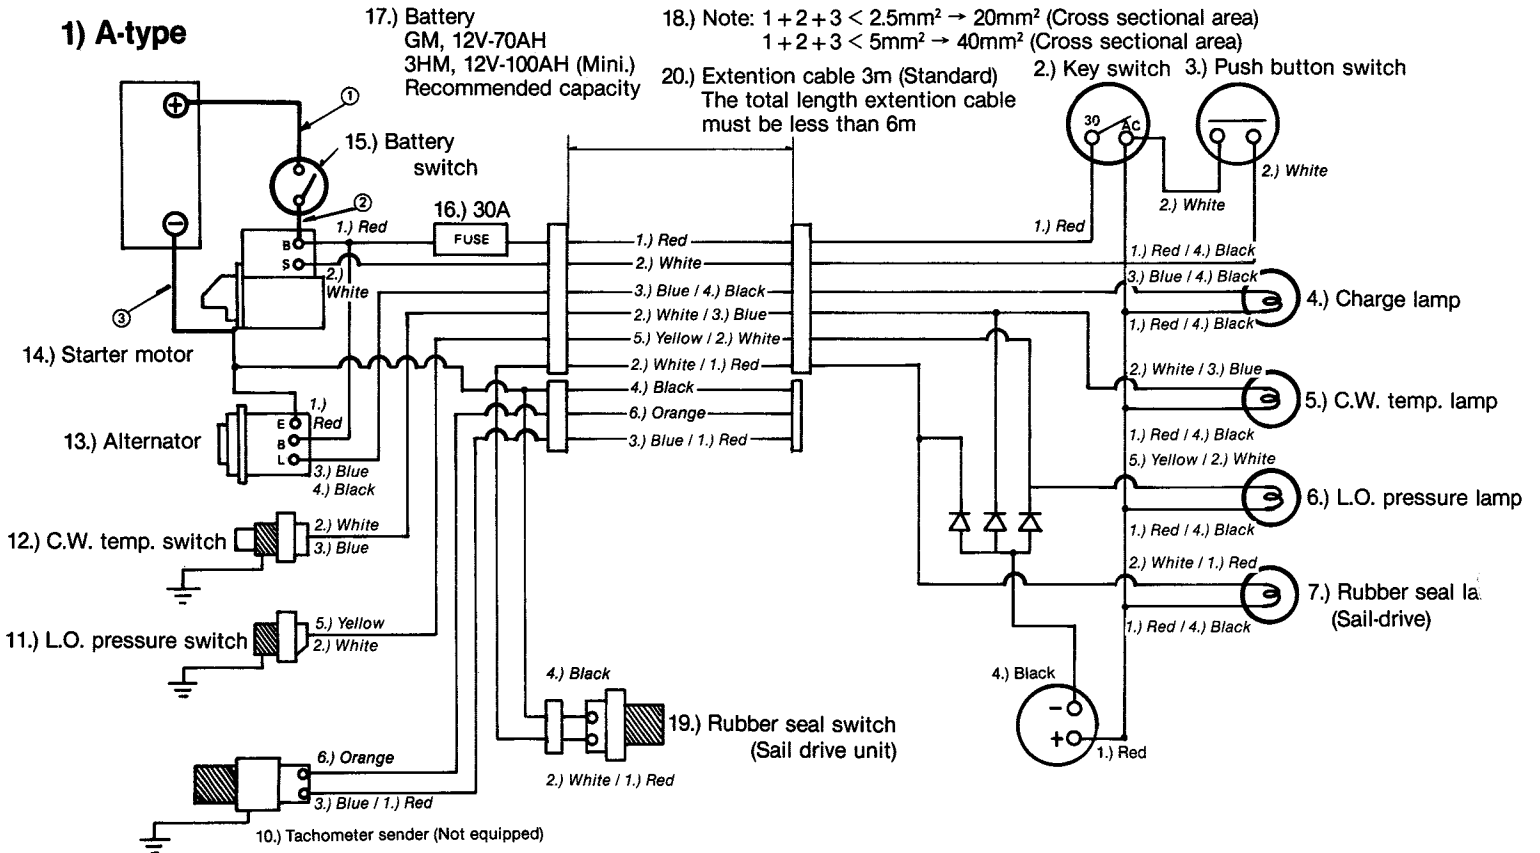 1) A-type
17.) Battery
GM, 12V-70AH
3HM, 12V-100AH (Mini.)
Recommended capacity
18.) Note: 1 + 2 + 3 < 2.5mm² → 20mm² (Cross sectional area)
1 + 2 + 3 < 5mm² → 40mm² (Cross sectional area)
20.) Extention cable 3m (Standard)
The total length extention cable
must be less than 6m
2.) Key switch
3.) Push button switch
+
1
15.) Battery
switch
30
AC
2.) White
2.) White
−
2
1.) Red
16.) 30A
FUSE
B
S
2.)
White
3
14.) Starter motor
1.) Red
2.) White
3.) Blue / 4.) Black
2.) White / 3.) Blue
5.) Yellow / 2.) White
2.) White / 1.) Red
4.) Black
6.) Orange
3.) Blue / 1.) Red
1.) Red
1.) Red / 4.) Black
3.) Blue / 4.) Black
4.) Charge lamp
1.) Red / 4.) Black
2.) White / 3.) Blue
5.) C.W. temp. lamp
1.) Red / 4.) Black
5.) Yellow / 2.) White
6.) L.O. pressure lamp
1.) Red / 4.) Black
2.) White / 1.) Red
7.) Rubber seal la
(Sail-drive)
1.) Red / 4.) Black
13.) Alternator
E
B
L
1.)
Red
3.) Blue
4.) Black
12.) C.W. temp. switch
2.) White
3.) Blue
11.) L.O. pressure switch
5.) Yellow
2.) White
4.) Black
19.) Rubber seal switch
(Sail drive unit)
2.) White / 1.) Red
4.) Black
−
+
1.) Red
6.) Orange
3.) Blue / 1.) Red
10.) Tachometer sender (Not equipped)